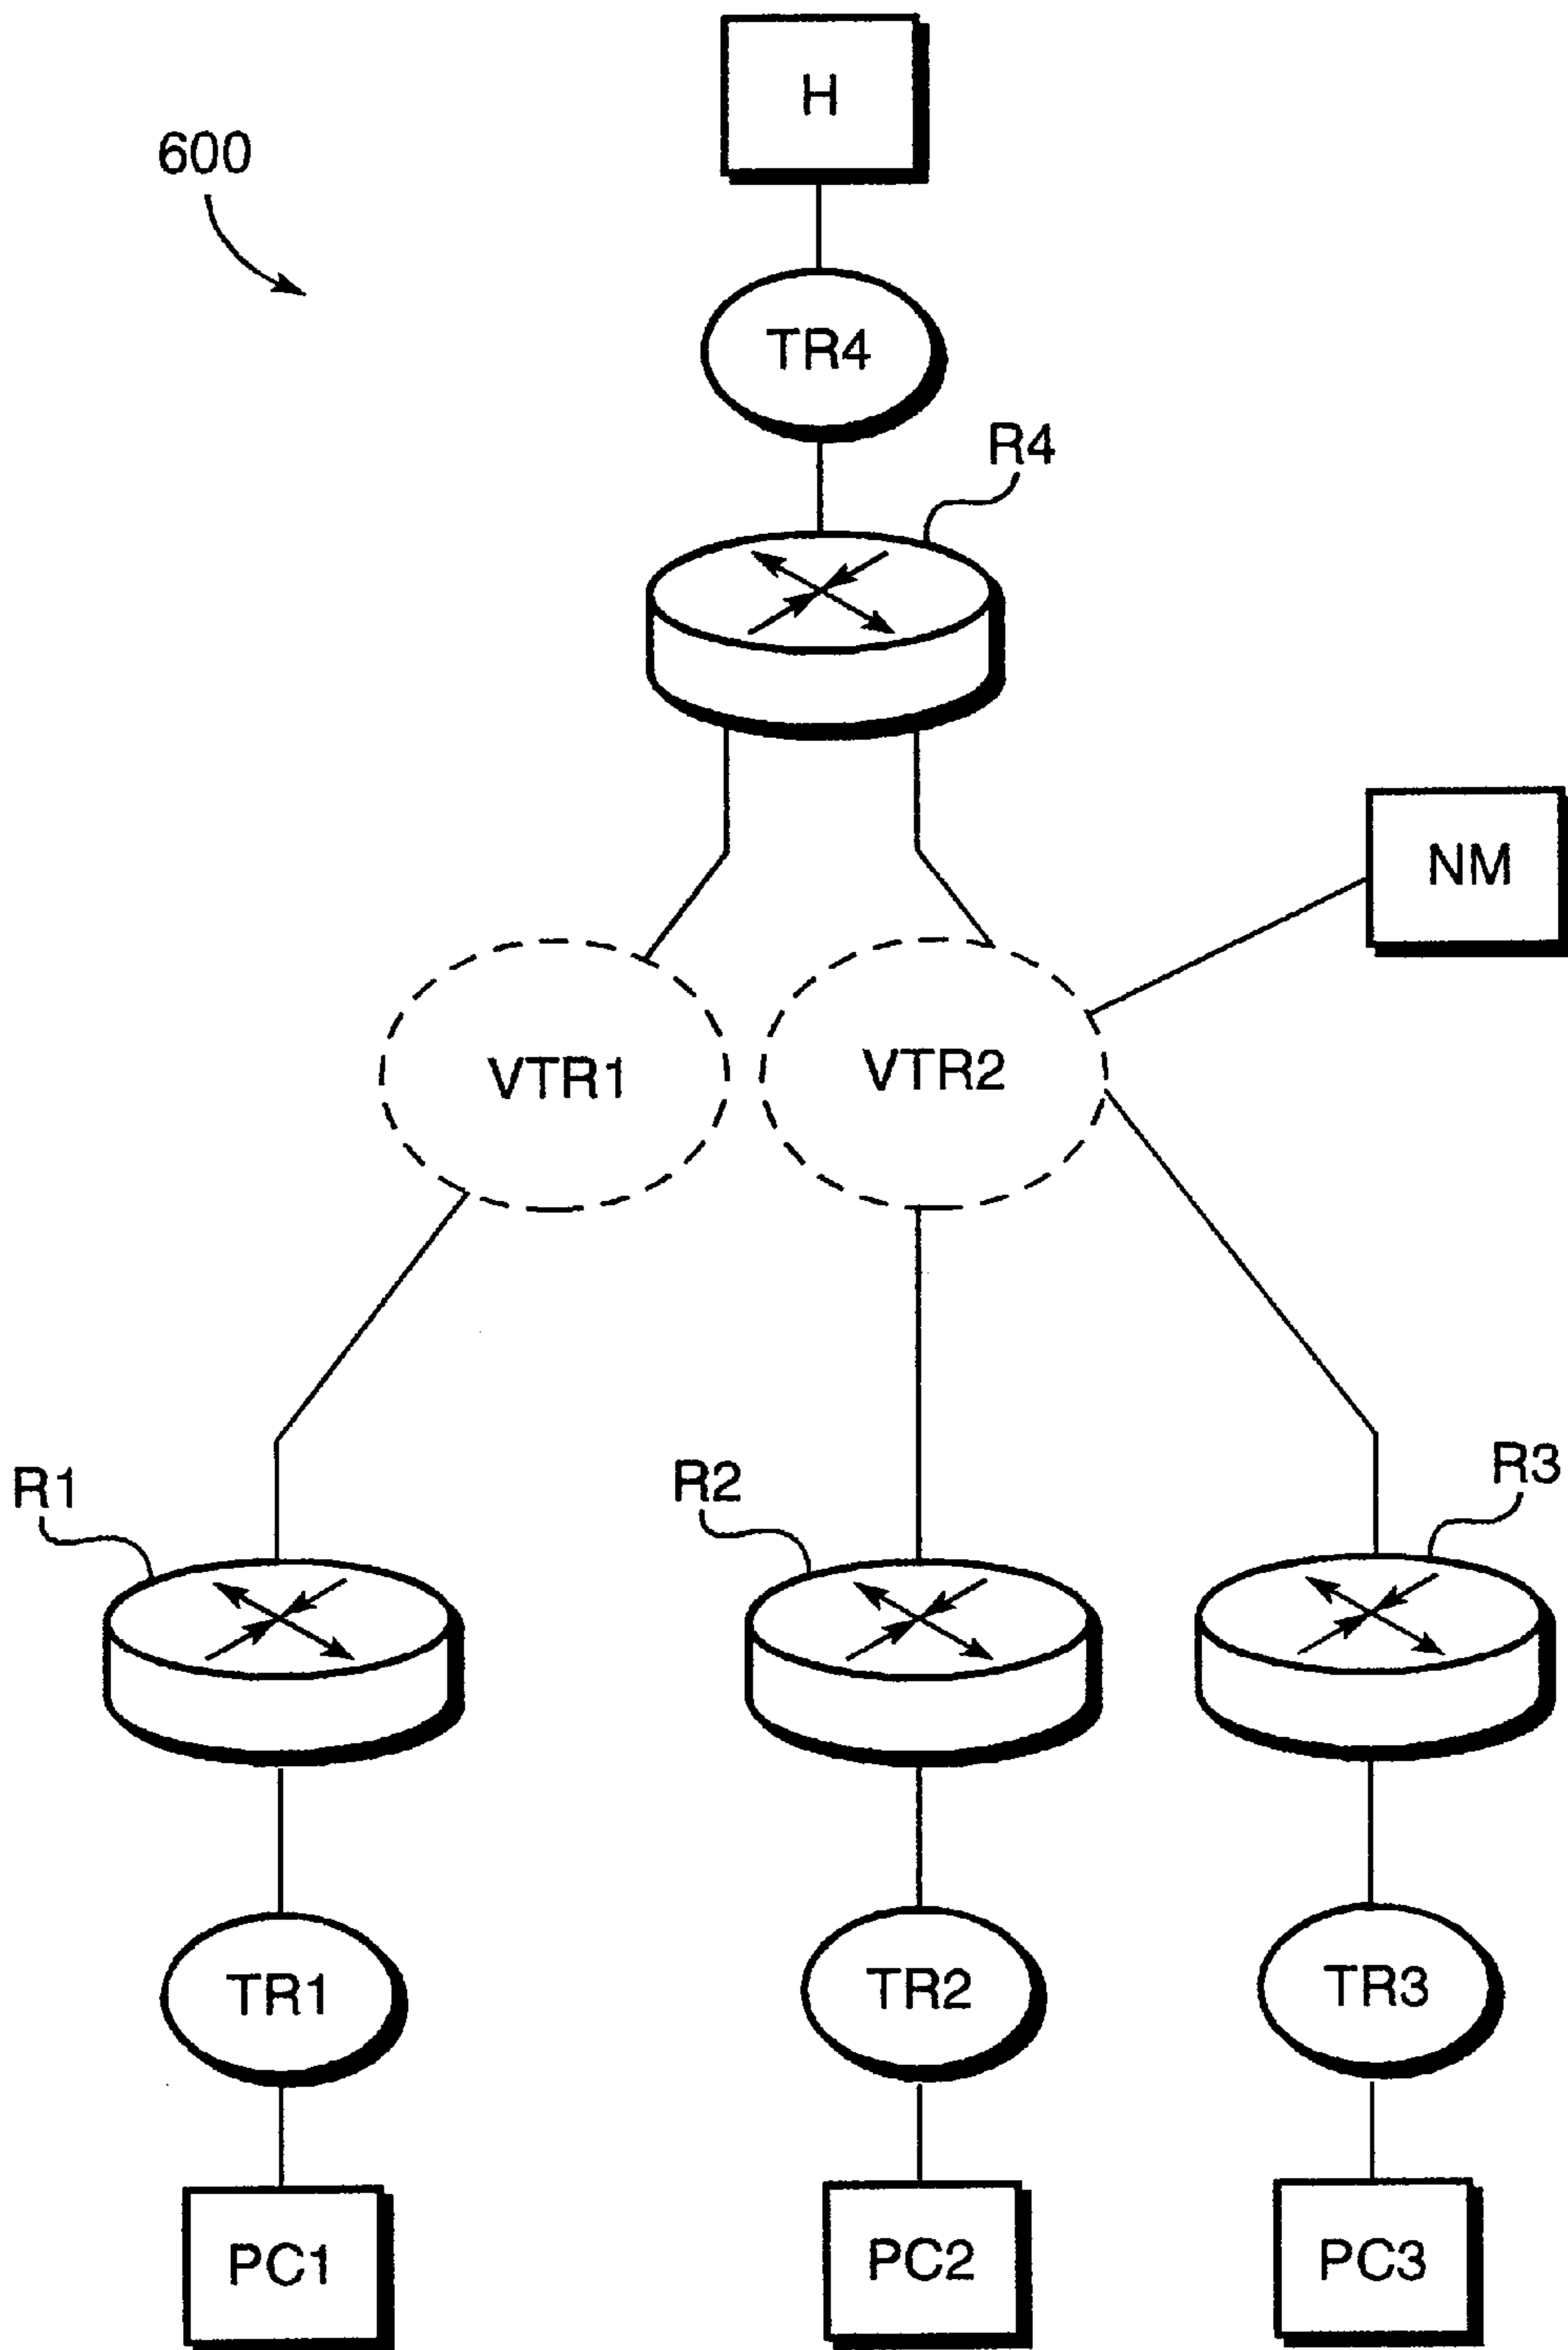 H
600
TR4
R4
NM
VTR1
VTR2
R1
R2
R3
TR1
TR2
TR3
PC1
PC2
PC3